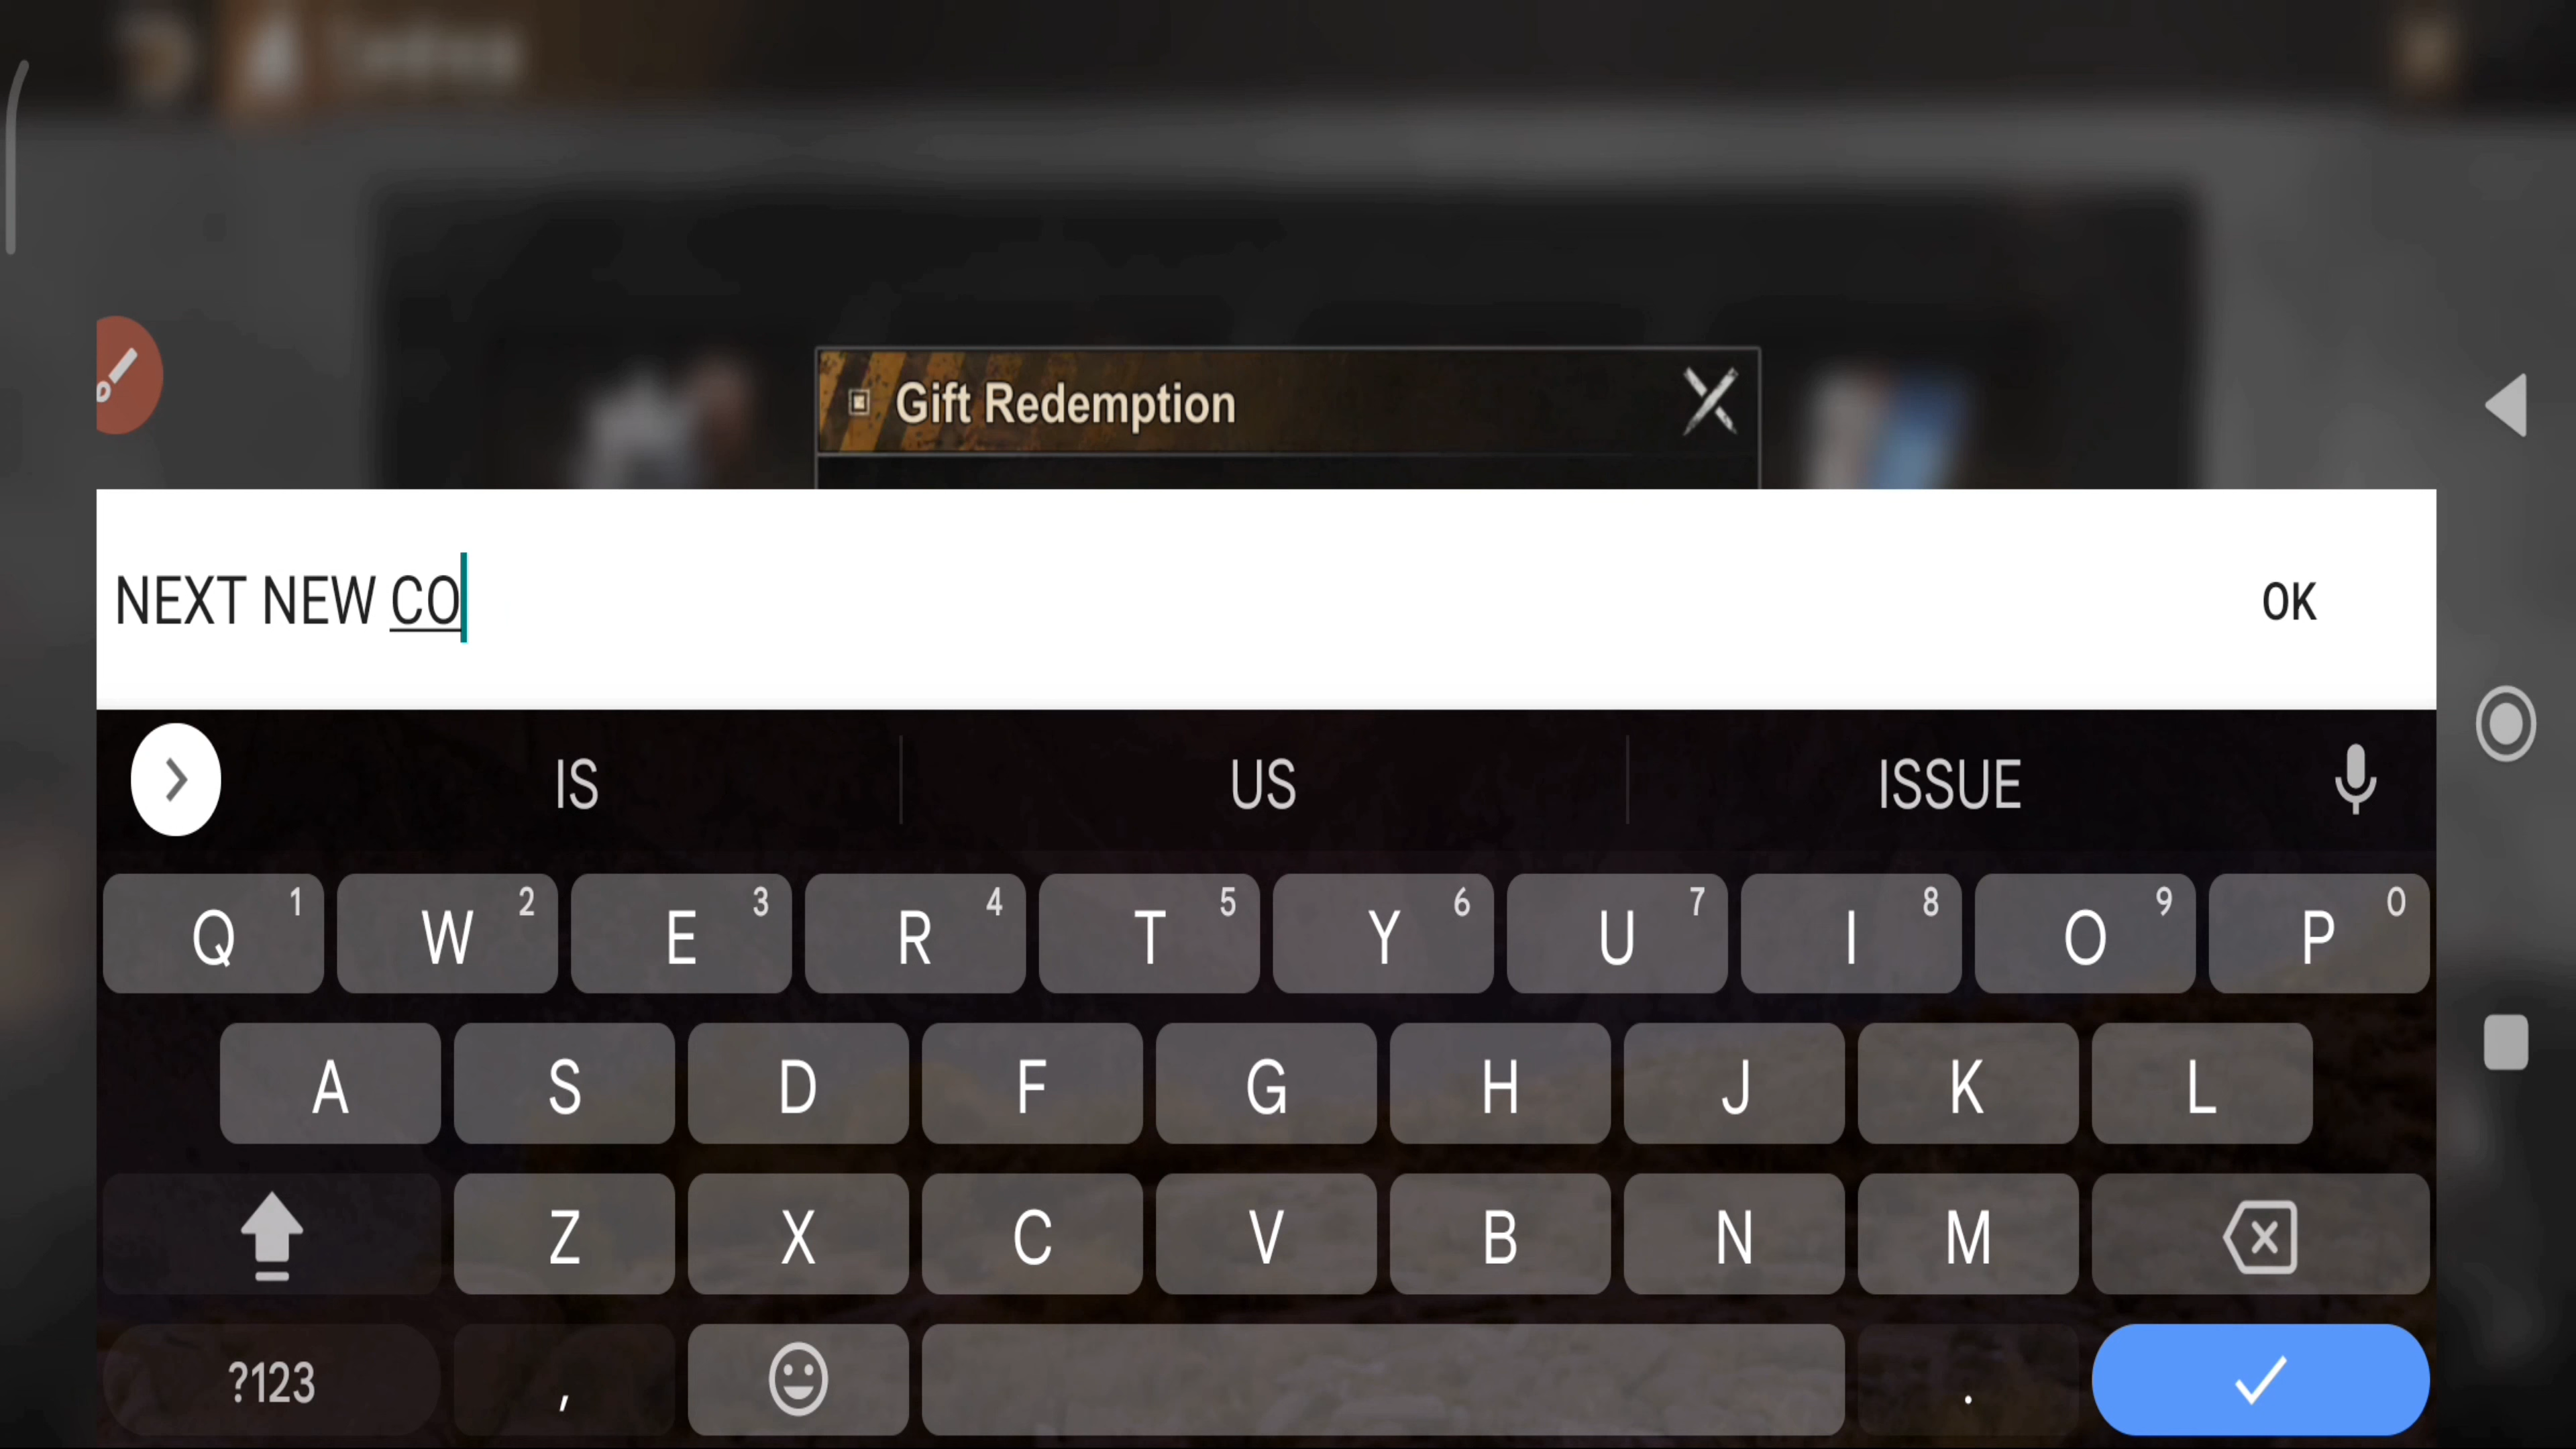 Gift Redemption
NEXT NEW CO
OK
IS US ISSUE
Q 1 W 2 E 3 R 4 T 5 Y 6 U 7 I 8 O 9 P 0
A S D F G H J K L
Z X C V B N M
?123 , .